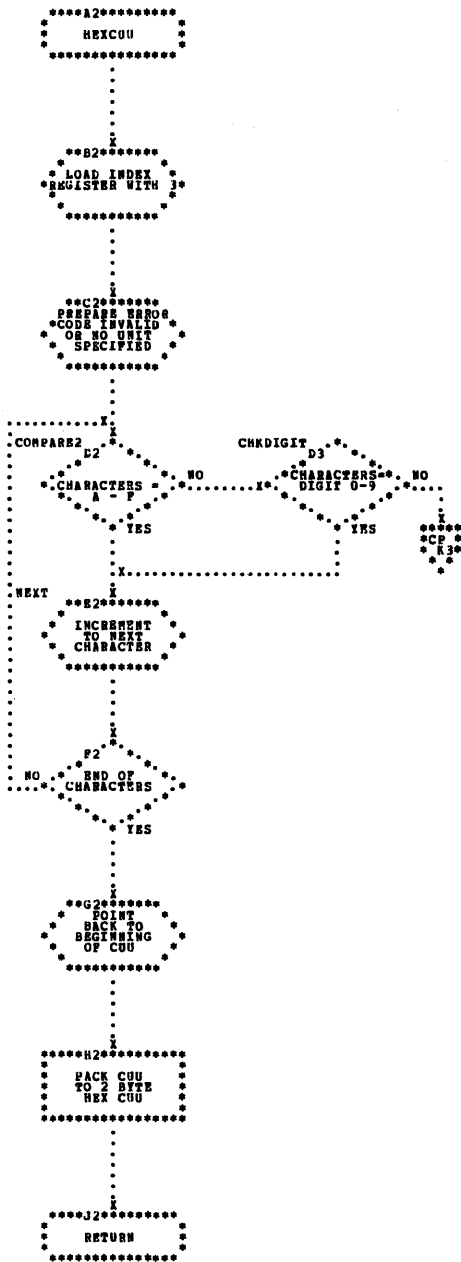 A2
HEXCUU
B2
LOAD INDEX
REGISTER WITH 3
C2
PREPARE ERROR
CODE INVALID
OR NO UNIT
SPECIFIED
COMPARE2
D2
CHARACTERS =
A - F
NO
YES
CHKDIGIT
D3
CHARACTERS=
DIGIT 0-9
NO
YES
CP
K3
NEXT
E2
INCREMENT
TO NEXT
CHARACTER
F2
END OF
CHARACTERS
NO
YES
G2
POINT
BACK TO
BEGINNING
OF CUU
H2
PACK CUU
TO 2 BYTE
HEX CUU
J2
RETURN